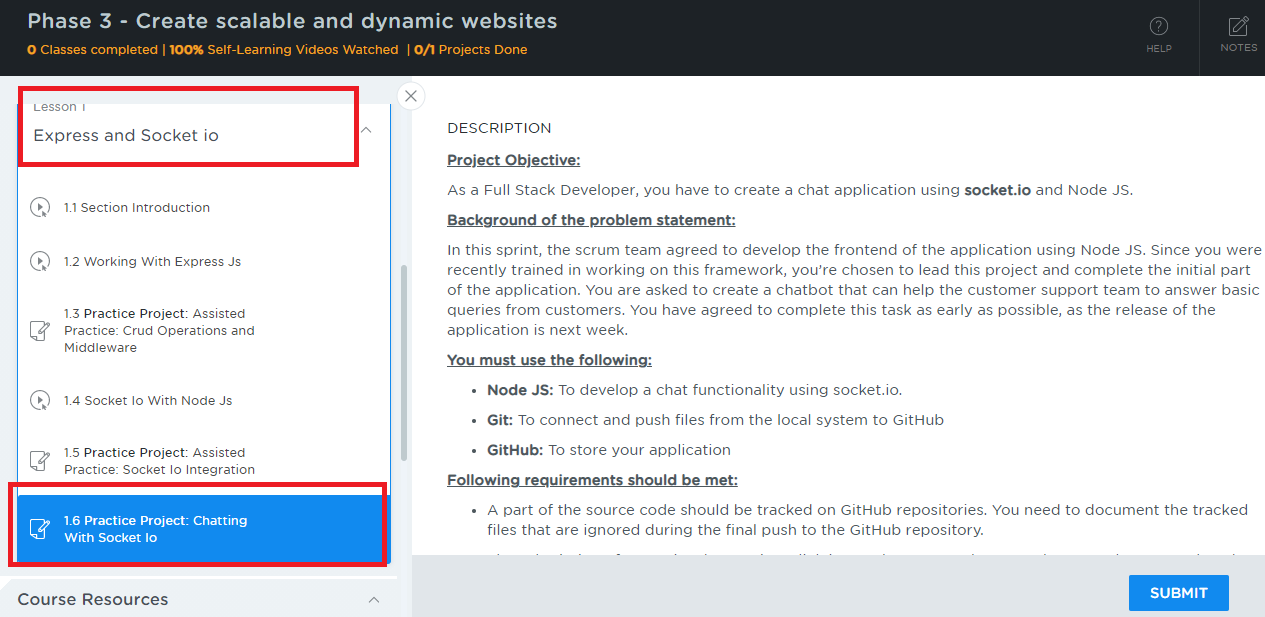 Phase 3 - Create scalable and dynamic websites
0 Classes completed | 100% Self-Learning Videos Watched | 0/1 Projects Done
HELP
NOTES
Lesson 1
Express and Socket io
1.1 Section Introduction
1.2 Working With Express Js
1.3 Practice Project: Assisted
Practice: Crud Operations and
Middleware
1.4 Socket Io With Node Js
1.5 Practice Project: Assisted
Practice: Socket Io Integration
1.6 Practice Project: Chatting
With Socket Io
Course Resources
DESCRIPTION
Project Objective:
As a Full Stack Developer, you have to create a chat application using socket.io and Node JS.
Background of the problem statement:
In this sprint, the scrum team agreed to develop the frontend of the application using Node JS. Since you were
recently trained in working on this framework, you’re chosen to lead this project and complete the initial part
of the application. You are asked to create a chatbot that can help the customer support team to answer basic
queries from customers. You have agreed to complete this task as early as possible, as the release of the
application is next week.
You must use the following:
• Node JS: To develop a chat functionality using socket.io.
• Git: To connect and push files from the local system to GitHub
• GitHub: To store your application
Following requirements should be met:
• A part of the source code should be tracked on GitHub repositories. You need to document the tracked
files that are ignored during the final push to the GitHub repository.
SUBMIT